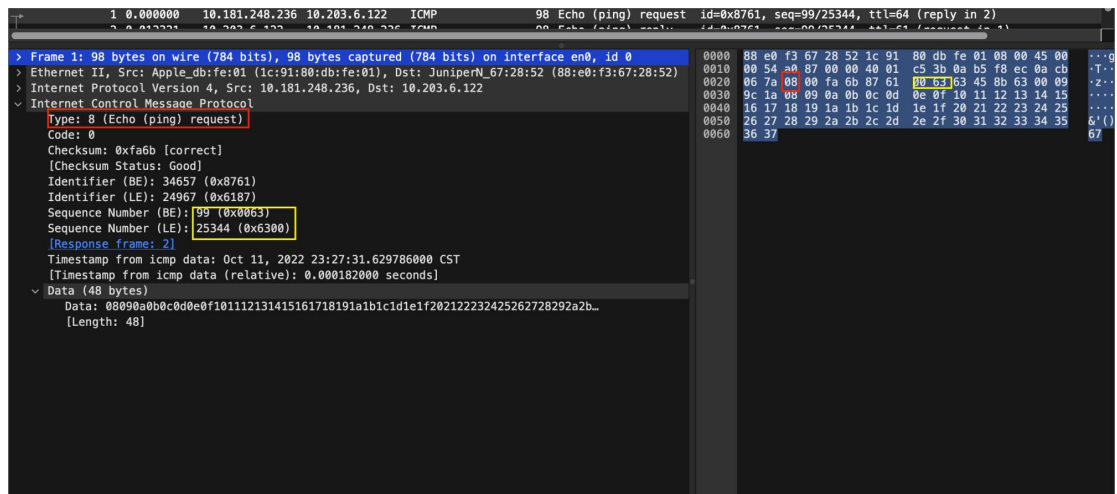 1 0.000000 10.181.248.236 10.203.6.122 ICMP 98 Echo (ping) request id=0x8761, seq=99/25344, ttl=64 (reply in 2)
> Frame 1: 98 bytes on wire (784 bits), 98 bytes captured (784 bits) on interface en0, id 0
> Ethernet II, Src: Apple_db:fe:01 (1c:91:80:db:fe:01), Dst: JuniperN_67:28:52 (88:e0:f3:67:28:52)
> Internet Protocol Version 4, Src: 10.181.248.236, Dst: 10.203.6.122
Internet Control Message Protocol
Type: 8 (Echo (ping) request)
Code: 0
Checksum: 0xfa6b [correct]
[Checksum Status: Good]
Identifier (BE): 34657 (0x8761)
Identifier (LE): 24967 (0x6187)
Sequence Number (BE): 99 (0x0063)
Sequence Number (LE): 25344 (0x6300)
[Response frame: 2]
Timestamp from icmp data: Oct 11, 2022 23:27:31.629786000 CST
[Timestamp from icmp data (relative): 0.000182000 seconds]
Data (48 bytes)
Data: 08090a0b0c0d0e0f101112131415161718191a1b1c1d1e1f202122232425262728292a2b…
[Length: 48]
0000 88 e0 f3 67 28 52 1c 91 80 db fe 01 08 00 45 00 ···g
0010 00 54 a0 87 00 00 40 01 c5 3b 0a b5 f8 ec 0a cb ·T··
0020 06 7a 08 00 fa 6b 87 61 00 63 63 45 8b 63 00 09 ·z··
0030 9c 1a 08 09 0a 0b 0c 0d 0e 0f 10 11 12 13 14 15 ····
0040 16 17 18 19 1a 1b 1c 1d 1e 1f 20 21 22 23 24 25 ····
0050 26 27 28 29 2a 2b 2c 2d 2e 2f 30 31 32 33 34 35 &'()
0060 36 37 67